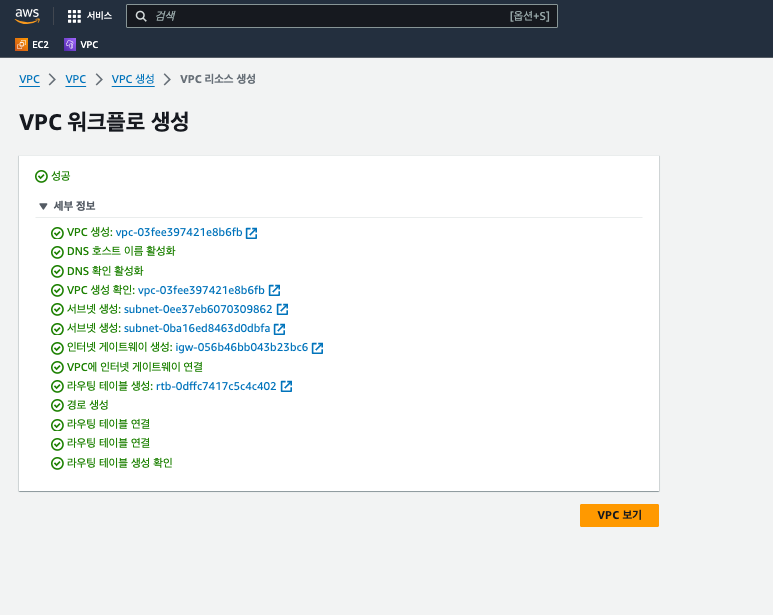 aws
서비스
검색
[옵션+S]
EC2
VPC
VPC > VPC > VPC 생성 > VPC 리소스 생성
VPC 워크플로 생성
성공
▼ 세부 정보
VPC 생성: vpc-03fee397421e8b6fb
DNS 호스트 이름 활성화
DNS 확인 활성화
VPC 생성 확인: vpc-03fee397421e8b6fb
서브넷 생성: subnet-0ee37eb6070309862
서브넷 생성: subnet-0ba16ed8463d0dbfa
인터넷 게이트웨이 생성: igw-056b46bb043b23bc6
VPC에 인터넷 게이트웨이 연결
라우팅 테이블 생성: rtb-0dffc7417c5c4c402
경로 생성
라우팅 테이블 연결
라우팅 테이블 연결
라우팅 테이블 생성 확인
VPC 보기